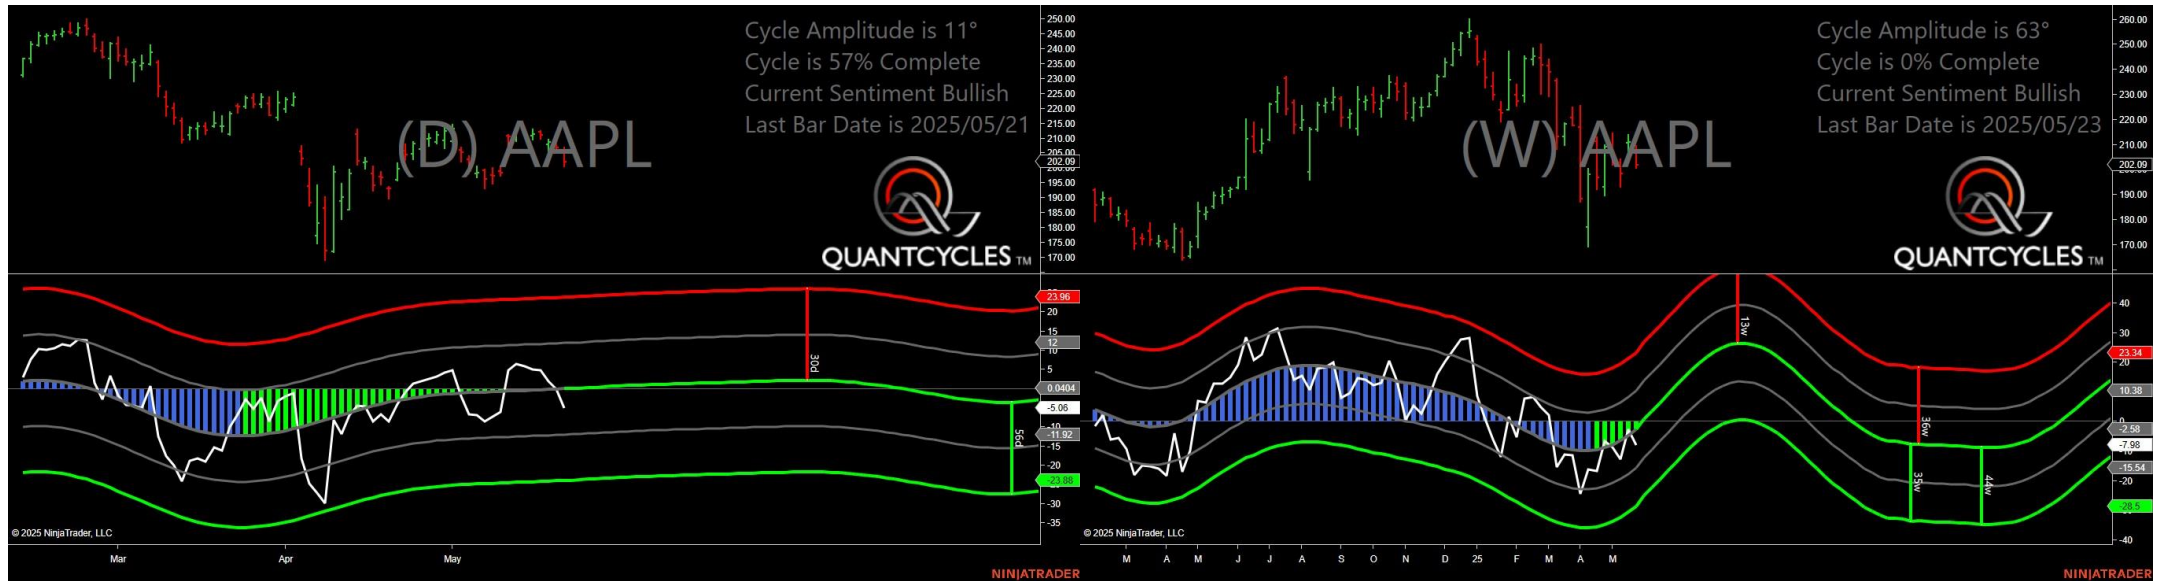 Cycle Amplitude is 11°
Cycle is 57% Complete
Current Sentiment Bullish
Last Bar Date is 2025/05/21
(D) AAPL
QUANTCYCLES TM
250.00
245.00
240.00
235.00
230.00
225.00
220.00
215.00
210.00
205.00
202.09
195.00
190.00
185.00
180.00
175.00
170.00
23.96
20
15
12
10
5
0.0404
-5.06
-10
-11.92
-15
-20
-23.88
-30
-35
30d
56d
© 2025 NinjaTrader, LLC
Mar Apr May
NINJATRADER
Cycle Amplitude is 63°
Cycle is 0% Complete
Current Sentiment Bullish
Last Bar Date is 2025/05/23
(W) AAPL
QUANTCYCLES TM
260.00
250.00
240.00
230.00
220.00
210.00
202.09
190.00
180.00
170.00
40
30
23.34
20
10.38
0
-2.58
-7.98
-10
-15.54
-20
-28.5
-40
13w
36w
35w
44w
© 2025 NinjaTrader, LLC
M A M J J A S O N D 25 F M A M
NINJATRADER